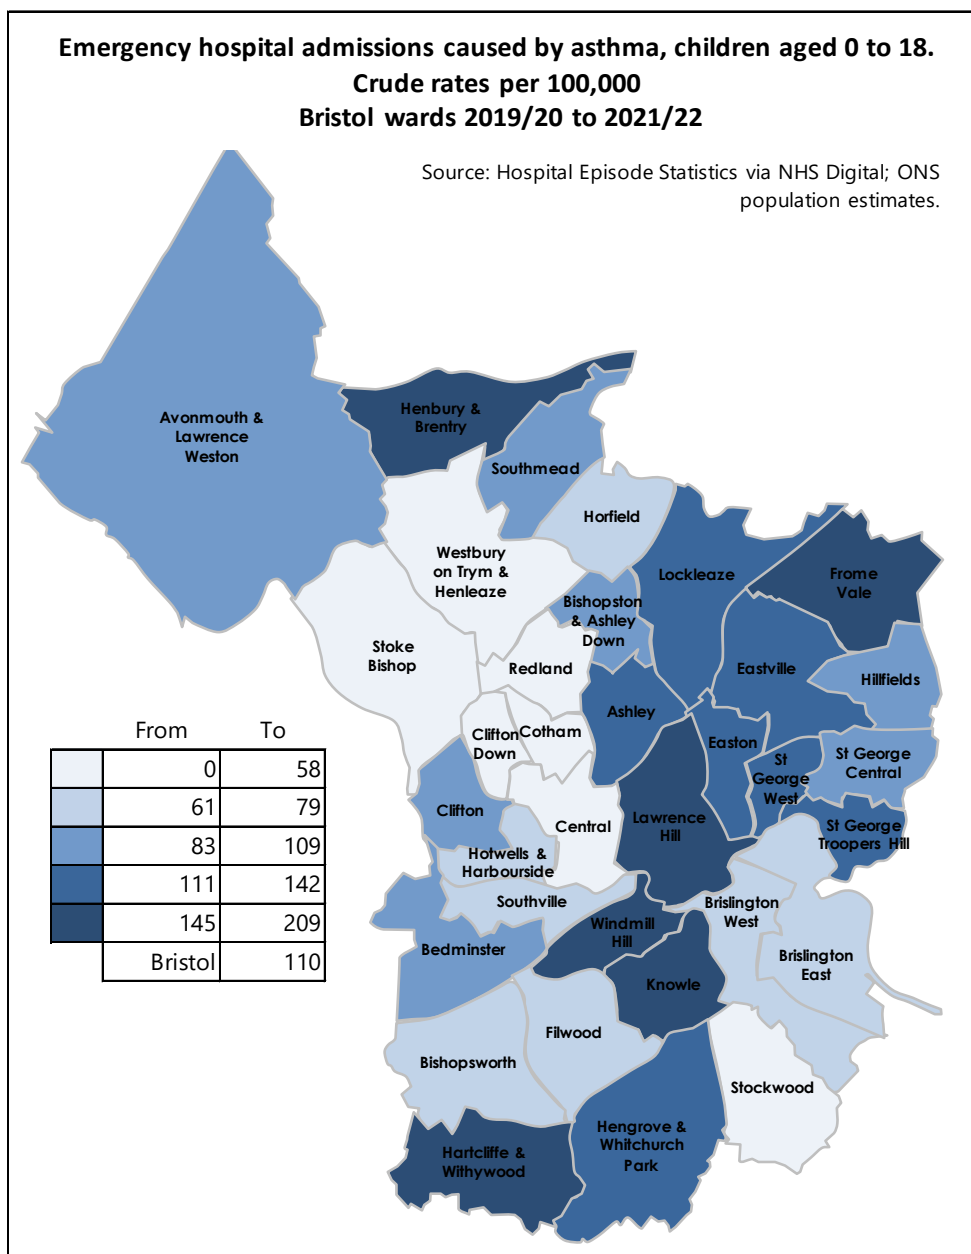 Emergency hospital admissions caused by asthma, children aged 0 to 18.
Crude rates per 100,000
Bristol wards 2019/20 to 2021/22
Source: Hospital Episode Statistics via NHS Digital; ONS
population estimates.
Avonmouth &
Lawrence
Weston
Henbury &
Brentry
Southmead
Horfield
Westbury
on Trym &
Henleaze
Lockleaze
Frome
Vale
Bishopston
& Ashley
Down
Stoke
Bishop
Redland
Eastville
Hillfields
Ashley
Clifton
Down
Cotham
Easton
St
George
West
St George
Central
Clifton
Central
Lawrence
Hill
St George
Troopers Hill
Hotwells &
Harbourside
Southville
Brislington
West
Windmill
Hill
Bedminster
Brislington
East
Knowle
Filwood
Bishopsworth
Stockwood
Hengrove &
Whitchurch
Park
Hartcliffe &
Withywood
From To
0 58
61 79
83 109
111 142
145 209
Bristol 110